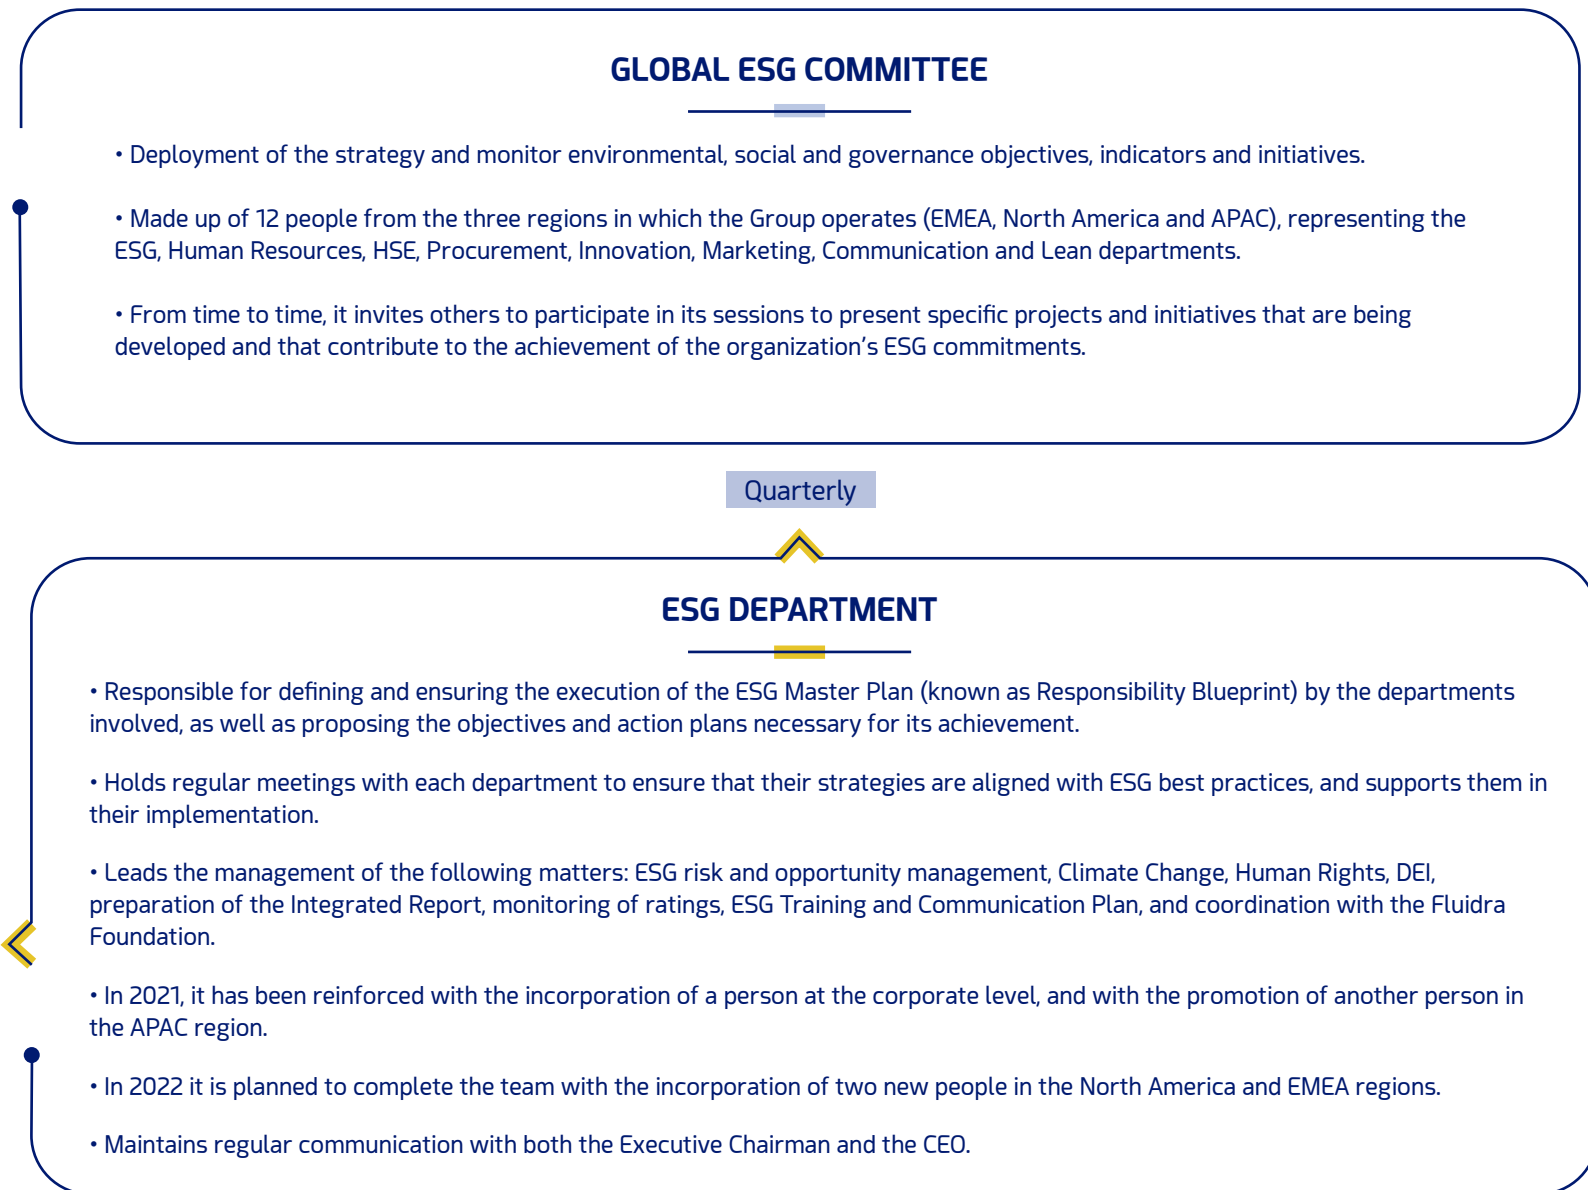 GLOBAL ESG COMMITTEE
• Deployment of the strategy and monitor environmental, social and governance objectives, indicators and initiatives.
• Made up of 12 people from the three regions in which the Group operates (EMEA, North America and APAC), representing the
ESG, Human Resources, HSE, Procurement, Innovation, Marketing, Communication and Lean departments.
• From time to time, it invites others to participate in its sessions to present specific projects and initiatives that are being
developed and that contribute to the achievement of the organization's ESG commitments.
Quarterly
ESG DEPARTMENT
• Responsible for defining and ensuring the execution of the ESG Master Plan (known as Responsibility Blueprint) by the departments
involved, as well as proposing the objectives and action plans necessary for its achievement.
• Holds regular meetings with each department to ensure that their strategies are aligned with ESG best practices, and supports them in
their implementation.
• Leads the management of the following matters: ESG risk and opportunity management, Climate Change, Human Rights, DEI,
preparation of the Integrated Report, monitoring of ratings, ESG Training and Communication Plan, and coordination with the Fluidra
Foundation.
• In 2021, it has been reinforced with the incorporation of a person at the corporate level, and with the promotion of another person in
the APAC region.
• In 2022 it is planned to complete the team with the incorporation of two new people in the North America and EMEA regions.
• Maintains regular communication with both the Executive Chairman and the CEO.